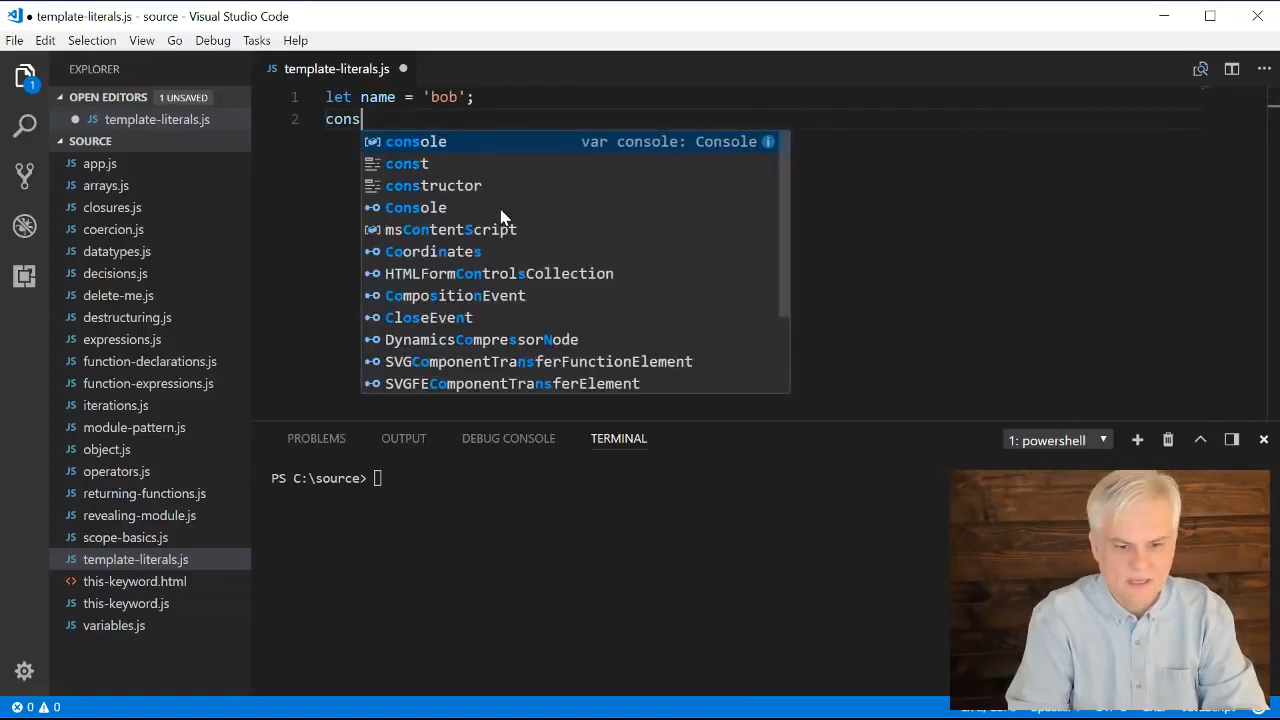 template-literals.js - source - Visual Studio Code
File Edit Selection View Go Debug Tasks Help
EXPLORER
OPEN EDITORS 1 UNSAVED
template-literals.js
SOURCE
app.js
arrays.js
closures.js
coercion.js
datatypes.js
decisions.js
delete-me.js
destructuring.js
expressions.js
function-declarations.js
function-expressions.js
iterations.js
module-pattern.js
object.js
operators.js
returning-functions.js
revealing-module.js
scope-basics.js
template-literals.js
this-keyword.html
this-keyword.js
variables.js
JS template-literals.js
1 let name = 'bob';
2 cons
console var console: Console
const
constructor
Console
msContentScript
Coordinates
HTMLFormControlsCollection
CompositionEvent
CloseEvent
DynamicsCompressorNode
SVGComponentTransferFunctionElement
SVGFEComponentTransferElement
PROBLEMS OUTPUT DEBUG CONSOLE TERMINAL
1: powershell
PS C:\source>
0 0